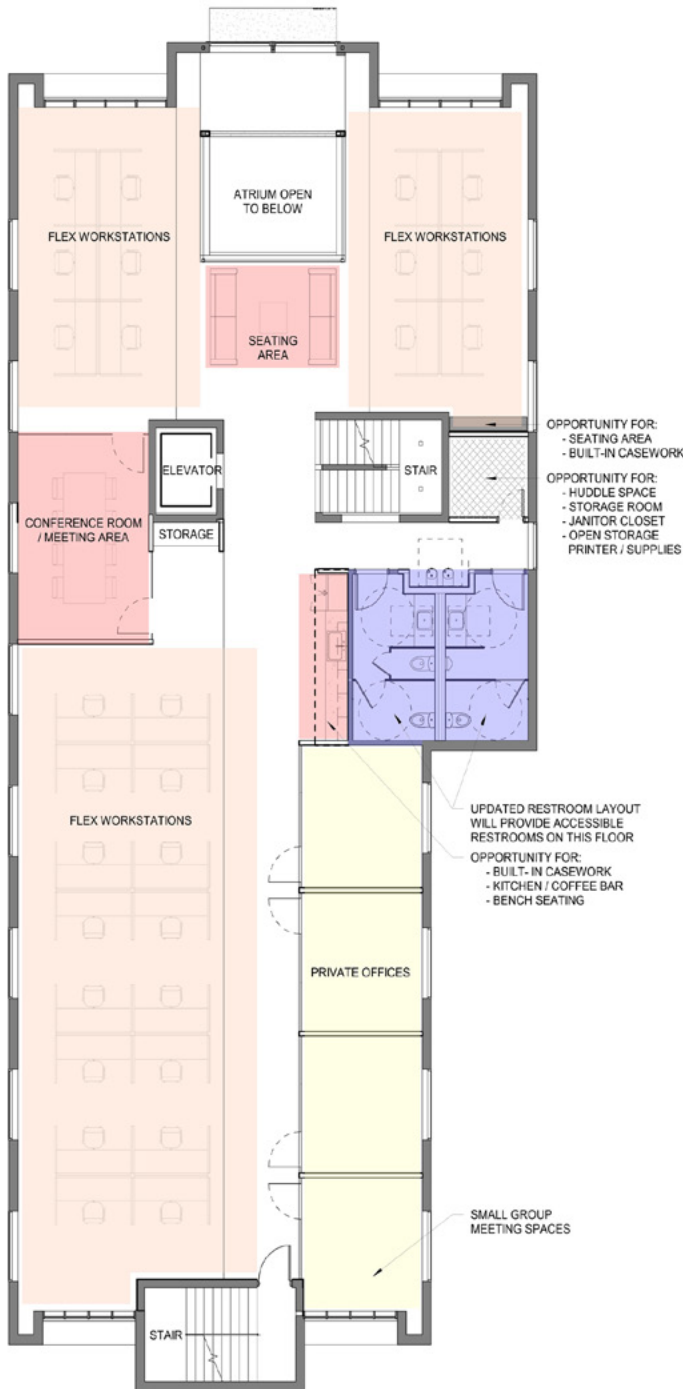 ATRIUM OPEN
TO BELOW
FLEX WORKSTATIONS
FLEX WORKSTATIONS
SEATING
AREA
OPPORTUNITY FOR:
- SEATING AREA
- BUILT-IN CASEWORK
ELEVATOR
STAIR
OPPORTUNITY FOR:
- HUDDLE SPACE
- STORAGE ROOM
- JANITOR CLOSET
- OPEN STORAGE
PRINTER / SUPPLIES
CONFERENCE ROOM
/ MEETING AREA
STORAGE
FLEX WORKSTATIONS
UPDATED RESTROOM LAYOUT
WILL PROVIDE ACCESSIBLE
RESTROOMS ON THIS FLOOR
OPPORTUNITY FOR:
- BUILT- IN CASEWORK
- KITCHEN / COFFEE BAR
- BENCH SEATING
PRIVATE OFFICES
SMALL GROUP
MEETING SPACES
STAIR